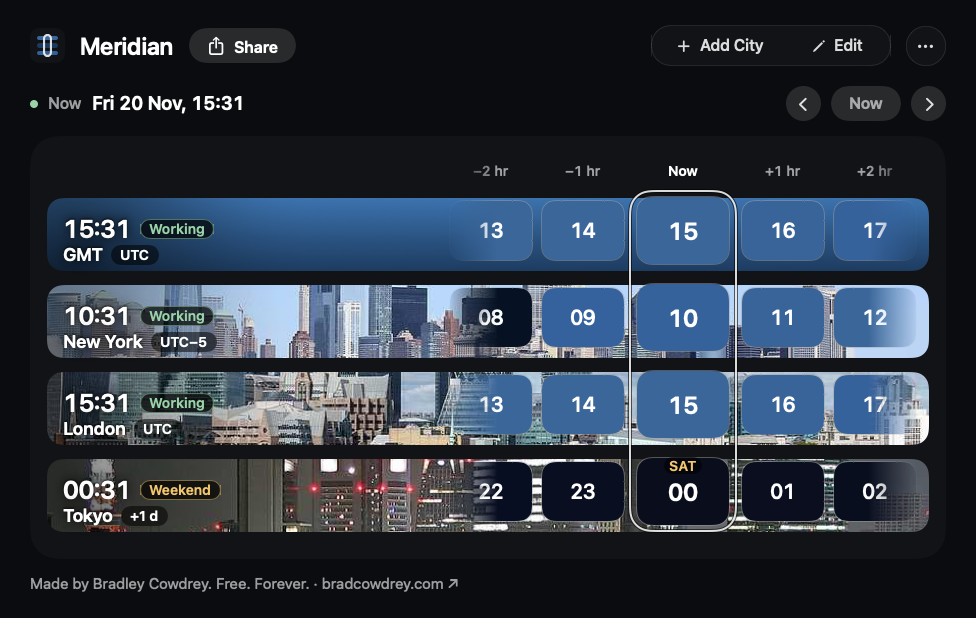 Meridian Share + Add City Edit ...
Now Fri 20 Nov, 15:31 Now
−2 hr −1 hr Now +1 hr +2 hr
15:31 Working
GMT UTC
13 14 15 16 17
10:31 Working
New York UTC−5
08 09 10 11 12
15:31 Working
London UTC
13 14 15 16 17
00:31 Weekend
Tokyo +1 d
SAT
22 23 00 01 02
Made by Bradley Cowdrey. Free. Forever. · bradcowdrey.com ↗